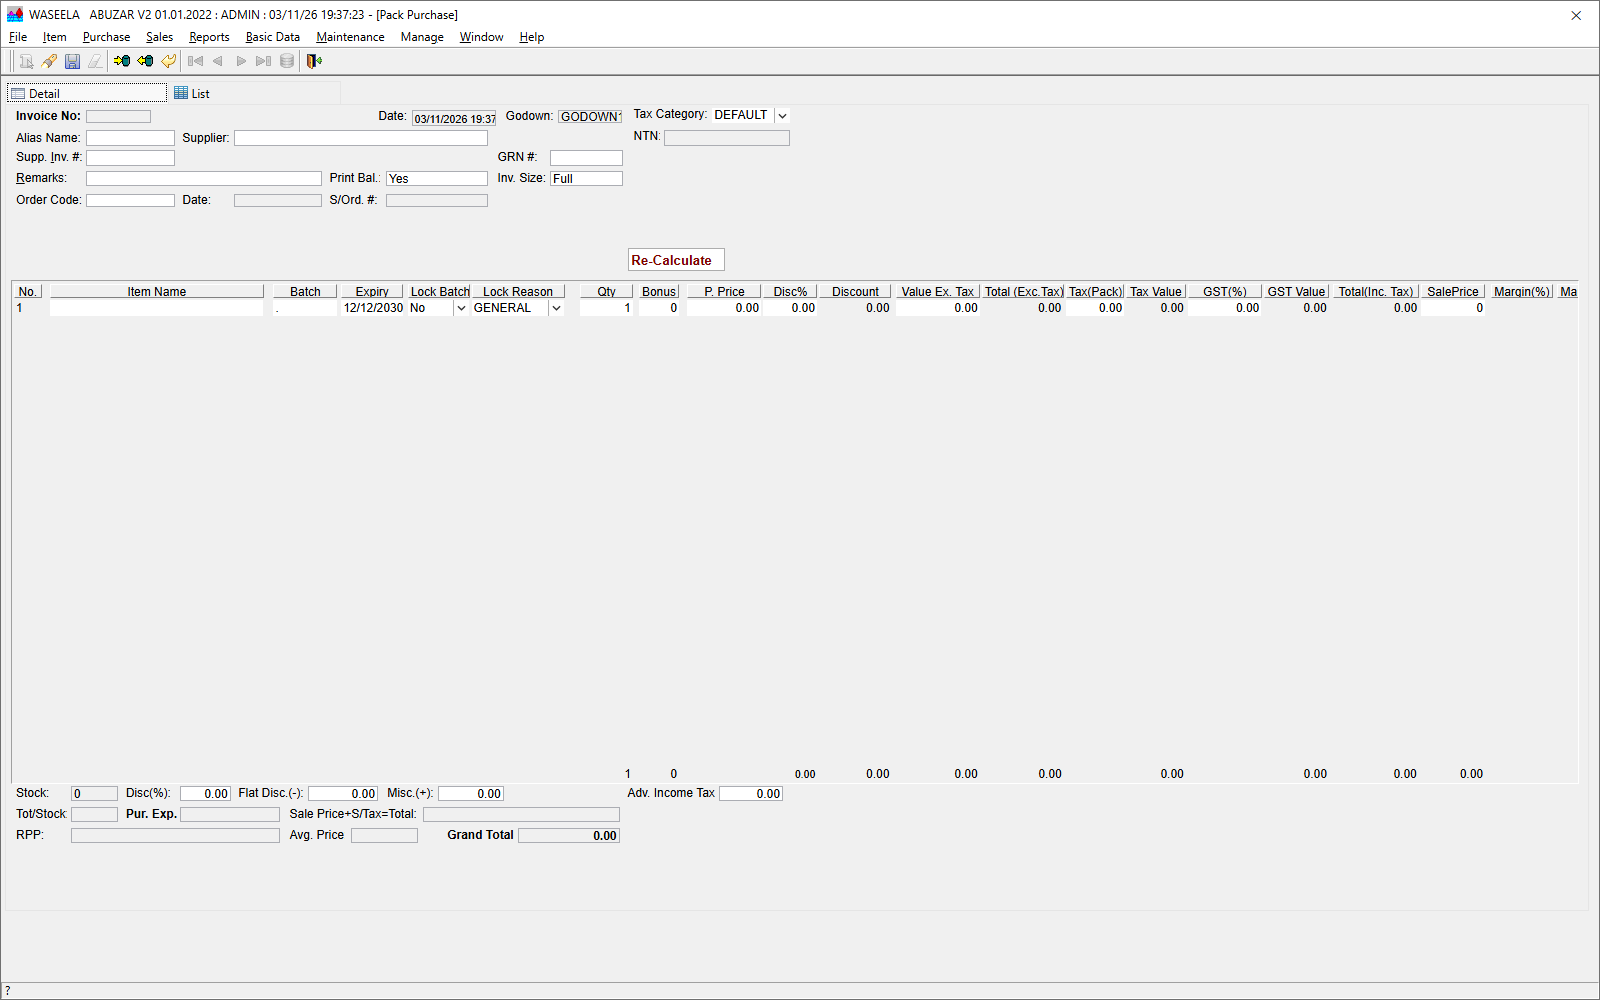 WASEELA ABUZAR V2 01.01.2022 : ADMIN : 03/11/26 19:37:23 - [Pack Purchase]
File Item Purchase Sales Reports Basic Data Maintenance Manage Window Help
Detail List
Invoice No: Date: 03/11/2026 19:37 Godown: GODOWN1 Tax Category: DEFAULT
Alias Name: Supplier: NTN:
Supp. Inv. #: GRN #:
Remarks: Print Bal.: Yes Inv. Size: Full
Order Code: Date: S/Ord. #:
Re-Calculate
No. Item Name Batch Expiry Lock Batch Lock Reason Qty Bonus P. Price Disc% Discount Value Ex. Tax Total (Exc.Tax) Tax(Pack) Tax Value GST(%) GST Value Total(Inc. Tax) SalePrice Margin(%) Ma
1 . 12/12/2030 No GENERAL 1 0 0.00 0.00 0.00 0.00 0.00 0.00 0.00 0.00 0.00 0.00 0
1 0 0.00 0.00 0.00 0.00 0.00 0.00 0.00 0.00
Stock: 0 Disc(%): 0.00 Flat Disc.(-): 0.00 Misc.(+): 0.00 Adv. Income Tax 0.00
Tot/Stock: Pur. Exp. Sale Price+S/Tax=Total:
RPP: Avg. Price Grand Total 0.00
?